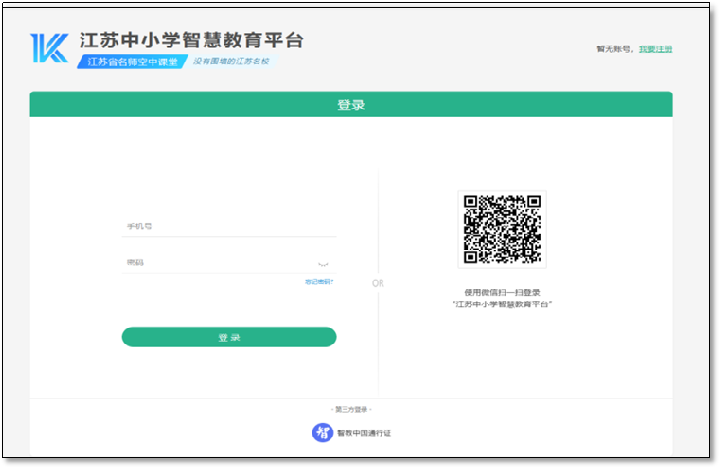 江苏中小学智慧教育平台
江苏省名师空中课堂 没有围墙的江苏名校
暂无账号，我要注册
登录
手机号
密码
忘记密码?
OR
登 录
使用微信扫一扫登录
“江苏中小学智慧教育平台”
- 第三方登录 -
智 智教中国通行证